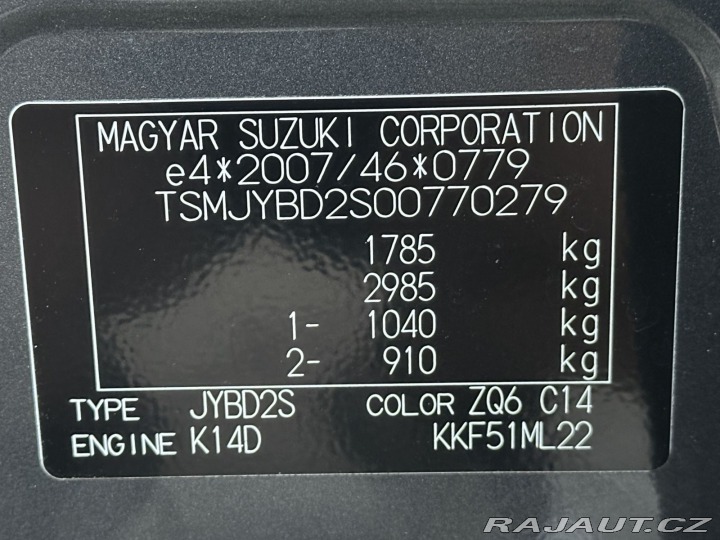 MAGYAR SUZUKI CORPORATION
e4*2007/46*0779
TSMJYBD2S00770279
1785 kg
2985 kg
1- 1040 kg
2- 910 kg
TYPE JYBD2S COLOR ZQ6 C14
ENGINE K14D KKF51ML22
RAJAUT.CZ